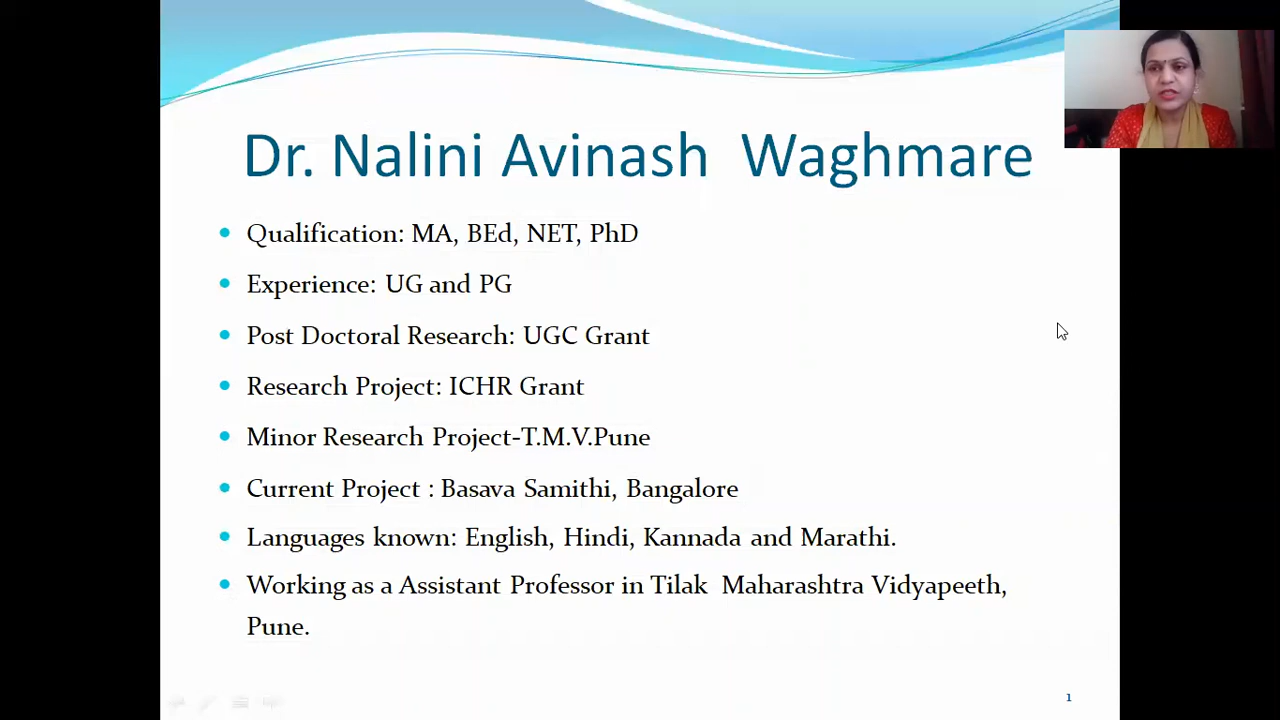 Dr. Nalini Avinash Waghmare
Qualification: MA, BEd, NET, PhD
Experience: UG and PG
Post Doctoral Research: UGC Grant
Research Project: ICHR Grant
Minor Research Project-T.M.V.Pune
Current Project : Basava Samithi, Bangalore
Languages known: English, Hindi, Kannada and Marathi.
Working as a Assistant Professor in Tilak Maharashtra Vidyapeeth,
Pune.
1